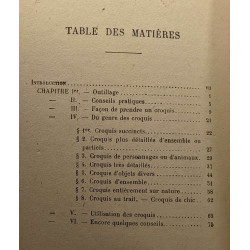 TABLE DES MATIÈRES
INTRODUCTION
CHAPITRE Ier. — Outillage 1
— II. — Conseils pratiques 5
— III. — Façon de prendre un croquis
— IV. — Du genre des croquis
§ 1er. Croquis succincts
§ 2. Croquis plus détaillés d'ensemble ou
partiels
§ 3. Croquis de personnages ou d'animaux.
§ 4. Croquis très détaillés
§ 5. Croquis d'objets divers
§ 6. Croquis d'ensemble
§ 7. Croquis entièrement sur nature
§ 8. Croquis au trait, — Croquis de chic
— V. — Utilisation des croquis
— VI. — Encore quelques conseils